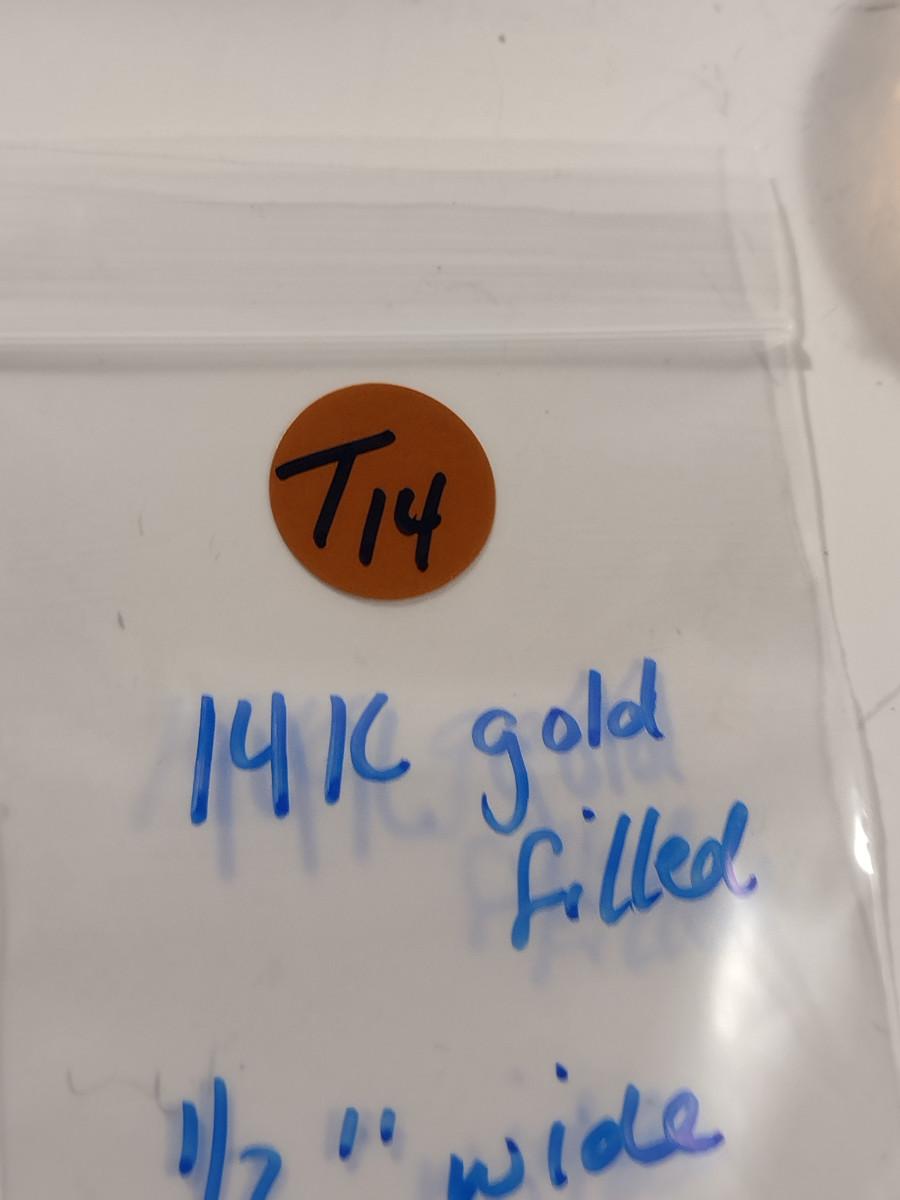 T14
14K gold
filled
1/2" wide